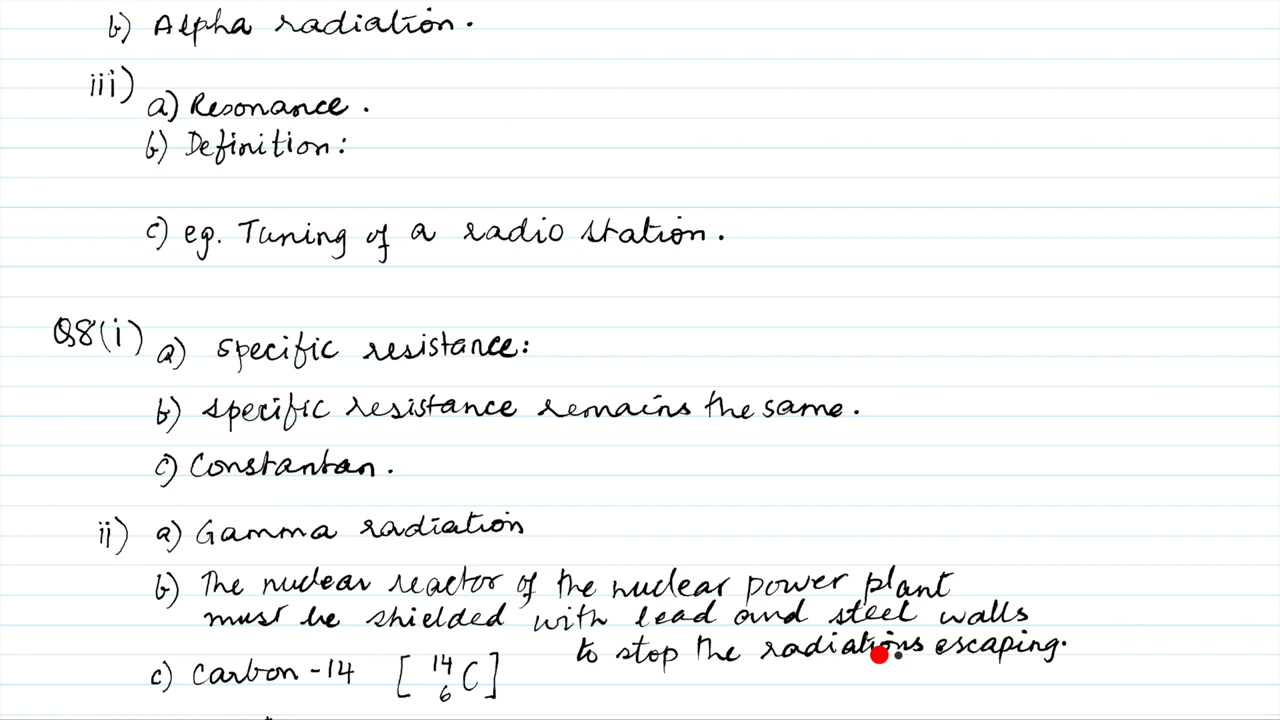 b) Alpha radiation.
iii)
a) Resonance.
b) Definition:
c) eg. Tuning of a radio station.
Q8(i)
a) Specific resistance:
b) Specific resistance remains the same.
c) Constantan.
ii) a) Gamma radiation
b) The nuclear reactor of the nuclear power plant
must be shielded with lead and steel walls
to stop the radiations escaping.
c) Carbon-14 [ ¹⁴₆C ]